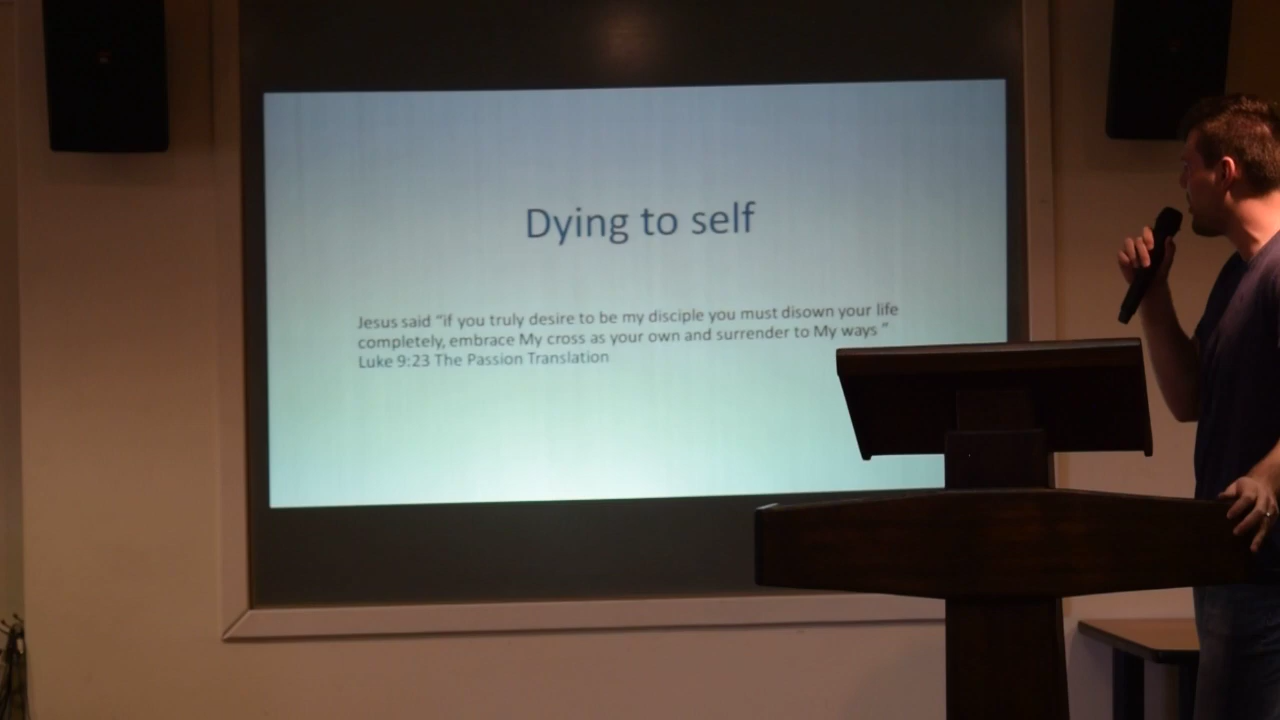 Dying to self
Jesus said “if you truly desire to be my disciple you must disown your life
completely, embrace My cross as your own and surrender to My ways ”
Luke 9:23 The Passion Translation